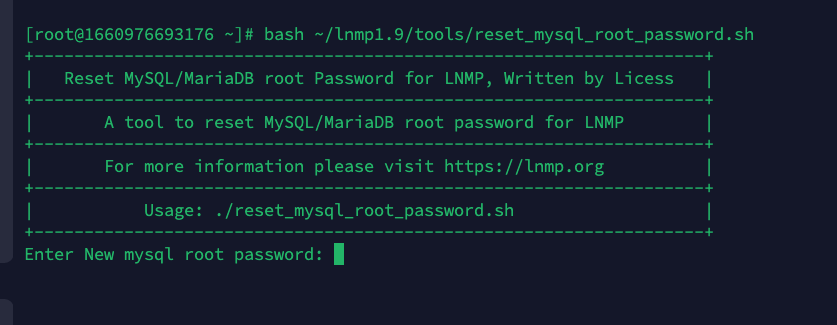 [root@1660976693176 ~]# bash ~/lnmp1.9/tools/reset_mysql_root_password.sh
+-------------------------------------------------------------------+
|   Reset MySQL/MariaDB root Password for LNMP, Written by Licess   |
+-------------------------------------------------------------------+
|       A tool to reset MySQL/MariaDB root password for LNMP        |
+-------------------------------------------------------------------+
|       For more information please visit https://lnmp.org          |
+-------------------------------------------------------------------+
|           Usage: ./reset_mysql_root_password.sh                   |
+-------------------------------------------------------------------+
Enter New mysql root password: